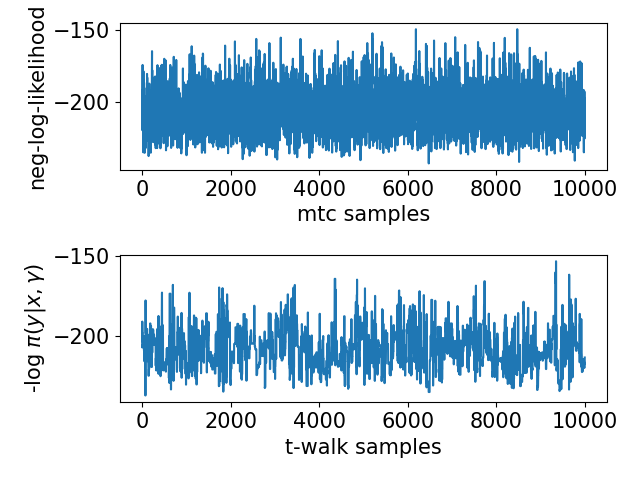 neg-log-likelihood
−150
−200
0 2000 4000 6000 8000 10000
mtc samples
-log π(y|x, γ)
−150
−200
0 2000 4000 6000 8000 10000
t-walk samples